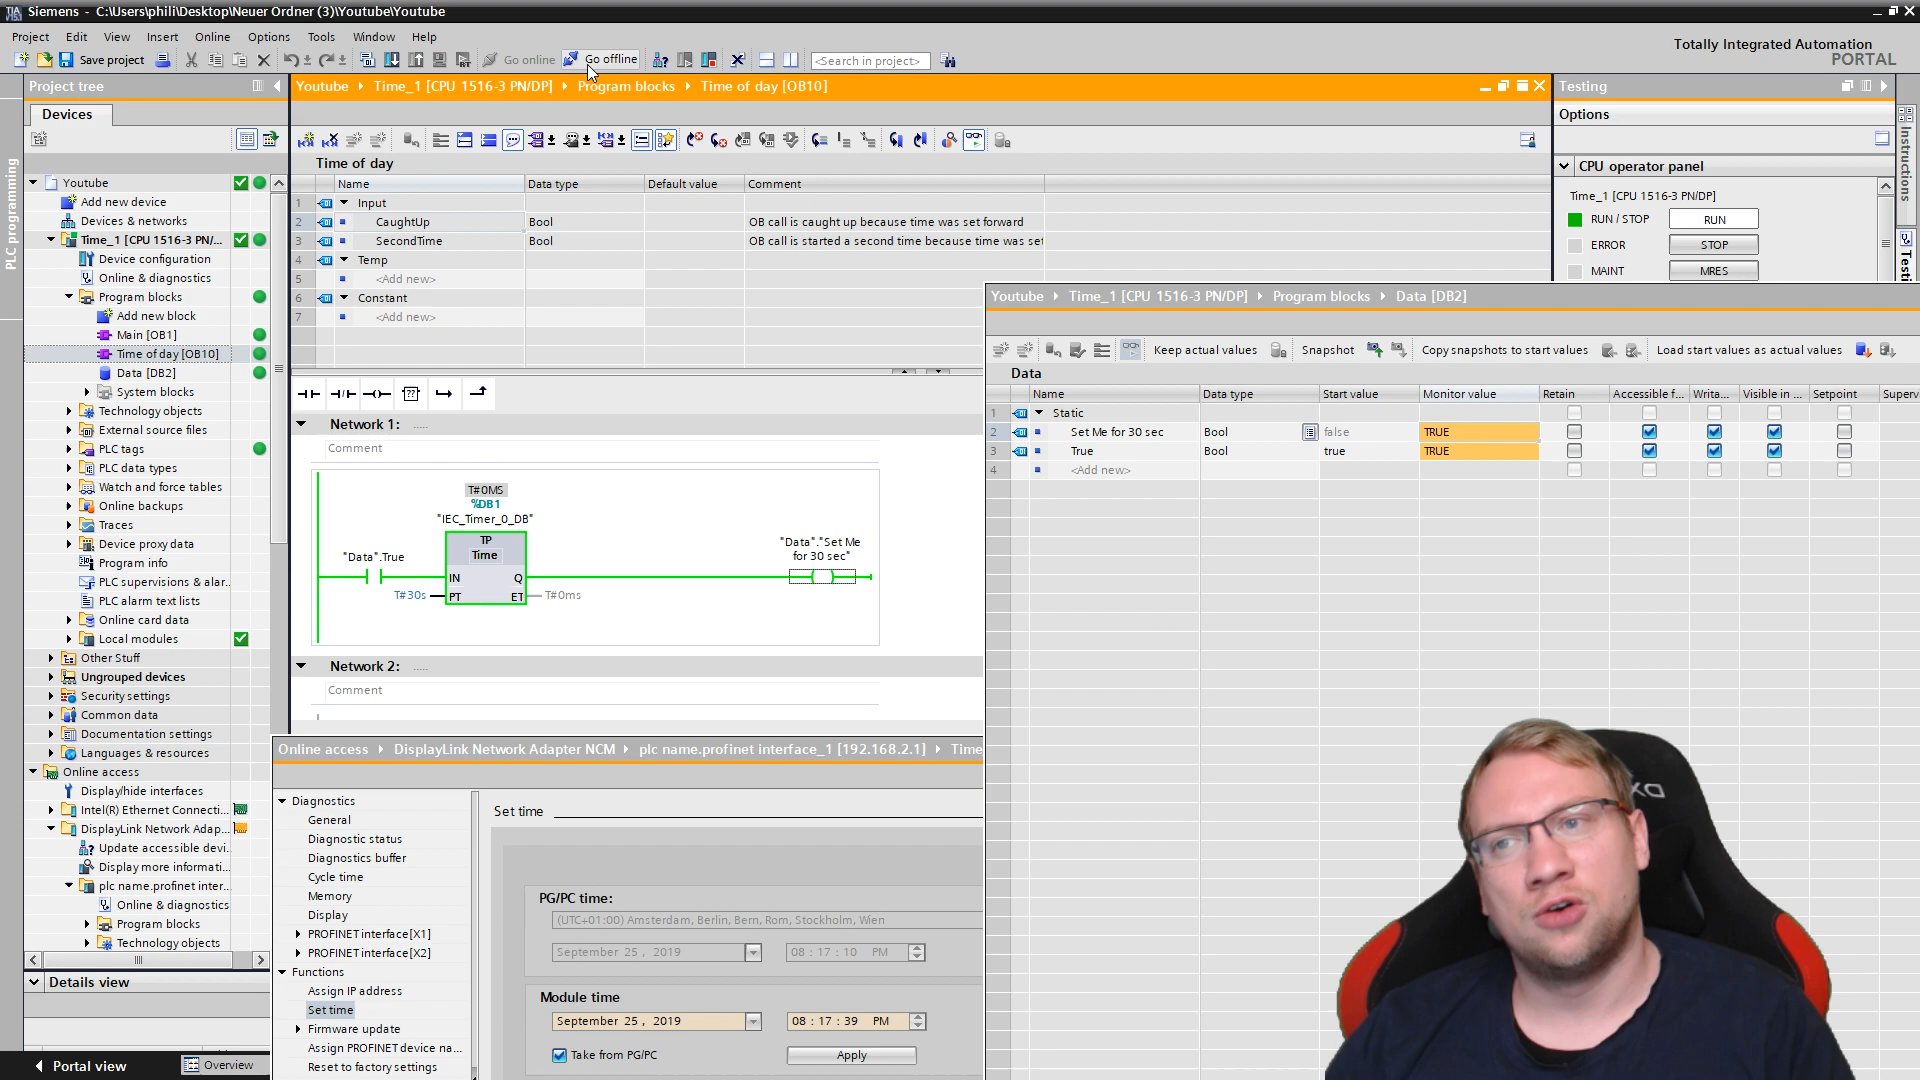 Siemens - C:\Users\phili\Desktop\Neuer Ordner (3)\Youtube\Youtube
Project Edit View Insert Online Options Tools Window Help
Totally Integrated Automation
PORTAL
Save project Go online Go offline <Search in project>
Project tree
Devices
PLC programming
Youtube
Add new device
Devices & networks
Time_1 [CPU 1516-3 PN/...
Device configuration
Online & diagnostics
Program blocks
Add new block
Main [OB1]
Time of day [OB10]
Data [DB2]
System blocks
Technology objects
External source files
PLC tags
PLC data types
Watch and force tables
Online backups
Traces
Device proxy data
Program info
PLC supervisions & alar..
PLC alarm text lists
Online card data
Local modules
Other Stuff
Ungrouped devices
Security settings
Common data
Documentation settings
Languages & resources
Online access
Display/hide interfaces
Intel(R) Ethernet Connecti...
DisplayLink Network Adap...
Update accessible devi..
Display more informati...
plc name.profinet inter...
Online & diagnostics
Program blocks
Technology objects
Details view
Portal view
Overview
Youtube Time_1 [CPU 1516-3 PN/DP] Program blocks Time of day [OB10]
Time of day
Name Data type Default value Comment
1 Input
2 CaughtUp Bool OB call is caught up because time was set forward
3 SecondTime Bool OB call is started a second time because time was set
4 Temp
5 <Add new>
6 Constant
7 <Add new>
Network 1: .....
Comment
T#0MS
%DB1
"IEC_Timer_0_DB"
TP
Time
"Data".True
IN Q
T#30s PT ET T#0ms
"Data"."Set Me
for 30 sec"
Network 2: .....
Comment
Online access DisplayLink Network Adapter NCM plc name.profinet interface_1 [192.168.2.1] Time
Diagnostics
General
Diagnostic status
Diagnostics buffer
Cycle time
Memory
Display
PROFINET interface [X1]
PROFINET interface [X2]
Functions
Assign IP address
Set time
Firmware update
Assign PROFINET device na...
Reset to factory settings
Set time
PG/PC time:
(UTC+01:00) Amsterdam, Berlin, Bern, Rom, Stockholm, Wien
September 25 , 2019 08 : 17 : 10 PM
Module time
September 25 , 2019 08 : 17 : 39 PM
Take from PG/PC Apply
Testing
Options
CPU operator panel
Time_1 [CPU 1516-3 PN/DP]
RUN / STOP RUN
ERROR STOP
MAINT MRES
Instructions
Testi
Youtube Time_1 [CPU 1516-3 PN/DP] Program blocks Data [DB2]
Keep actual values Snapshot Copy snapshots to start values Load start values as actual values
Data
Name Data type Start value Monitor value Retain Accessible f... Writa... Visible in ... Setpoint Superv
1 Static
2 Set Me for 30 sec Bool false TRUE
3 True Bool true TRUE
4 <Add new>